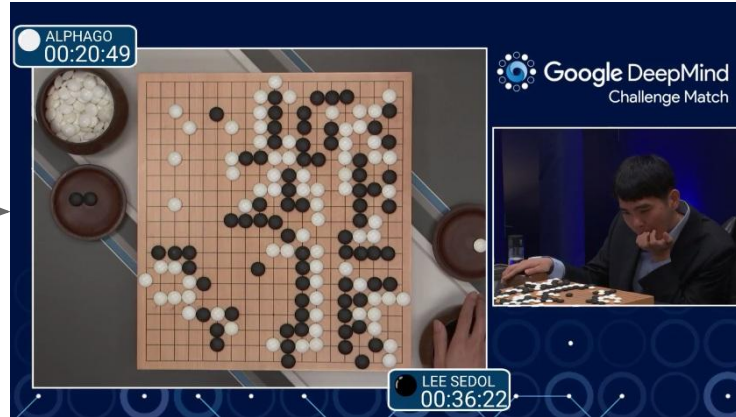 ALPHAGO
00:20:49
Google DeepMind
Challenge Match
LEE SEDOL
00:36:22